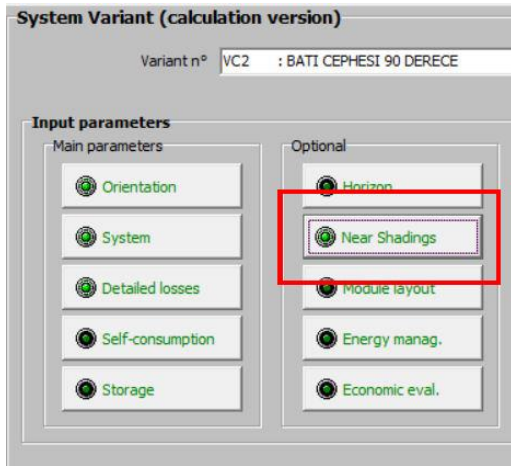 System Variant (calculation version)
Variant n° VC2 : BATI CEPHESI 90 DERECE
Input parameters
Main parameters
Orientation
System
Detailed losses
Self-consumption
Storage
Optional
Horizon
Near Shadings
Module layout
Energy manag.
Economic eval.